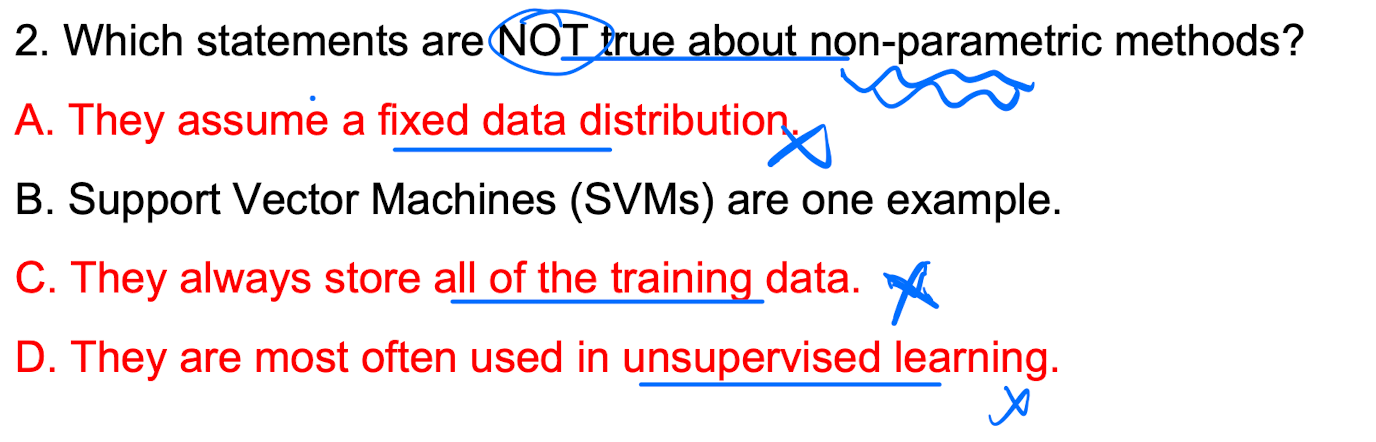 2. Which statements are NOT true about non-parametric methods?
A. They assume a fixed data distribution.
B. Support Vector Machines (SVMs) are one example.
C. They always store all of the training data.
D. They are most often used in unsupervised learning.